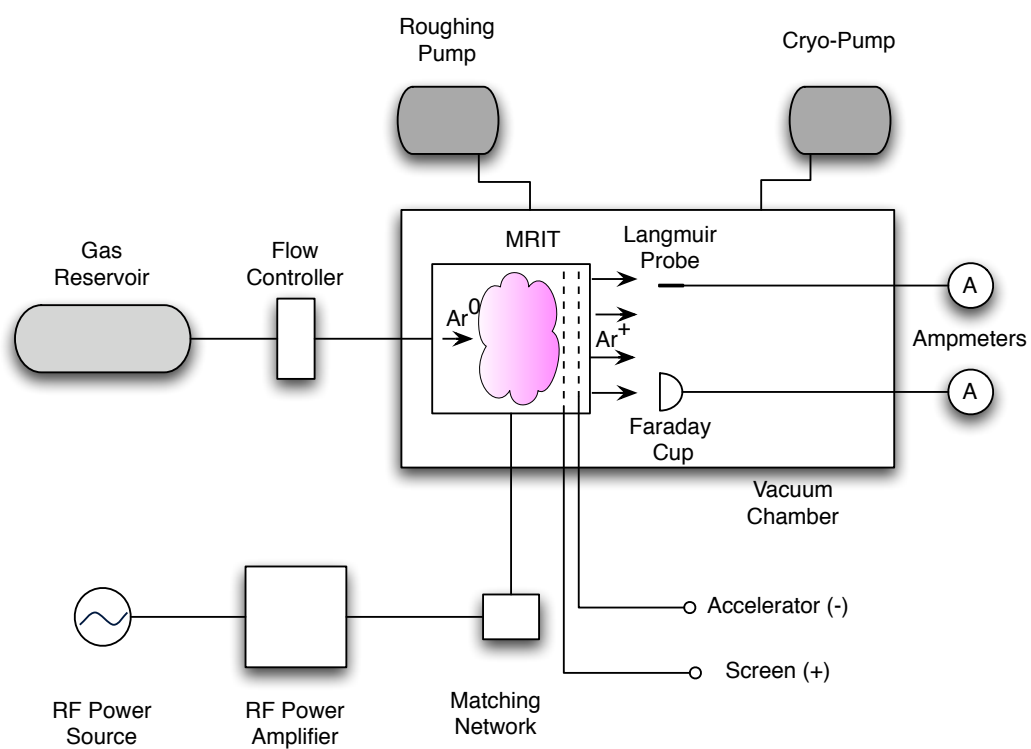 Roughing
Pump
Cryo-Pump
Gas
Reservoir
Flow
Controller
MRIT
Langmuir
Probe
Ar0
Ar+
A
Ampmeters
A
Faraday
Cup
Vacuum
Chamber
Accelerator (-)
Screen (+)
RF Power
Source
RF Power
Amplifier
Matching
Network